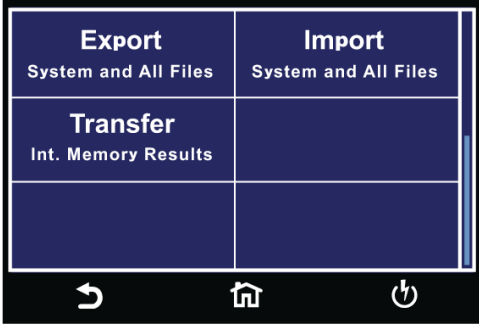 Export
System and All Files
Import
System and All Files
Transfer
Int. Memory Results